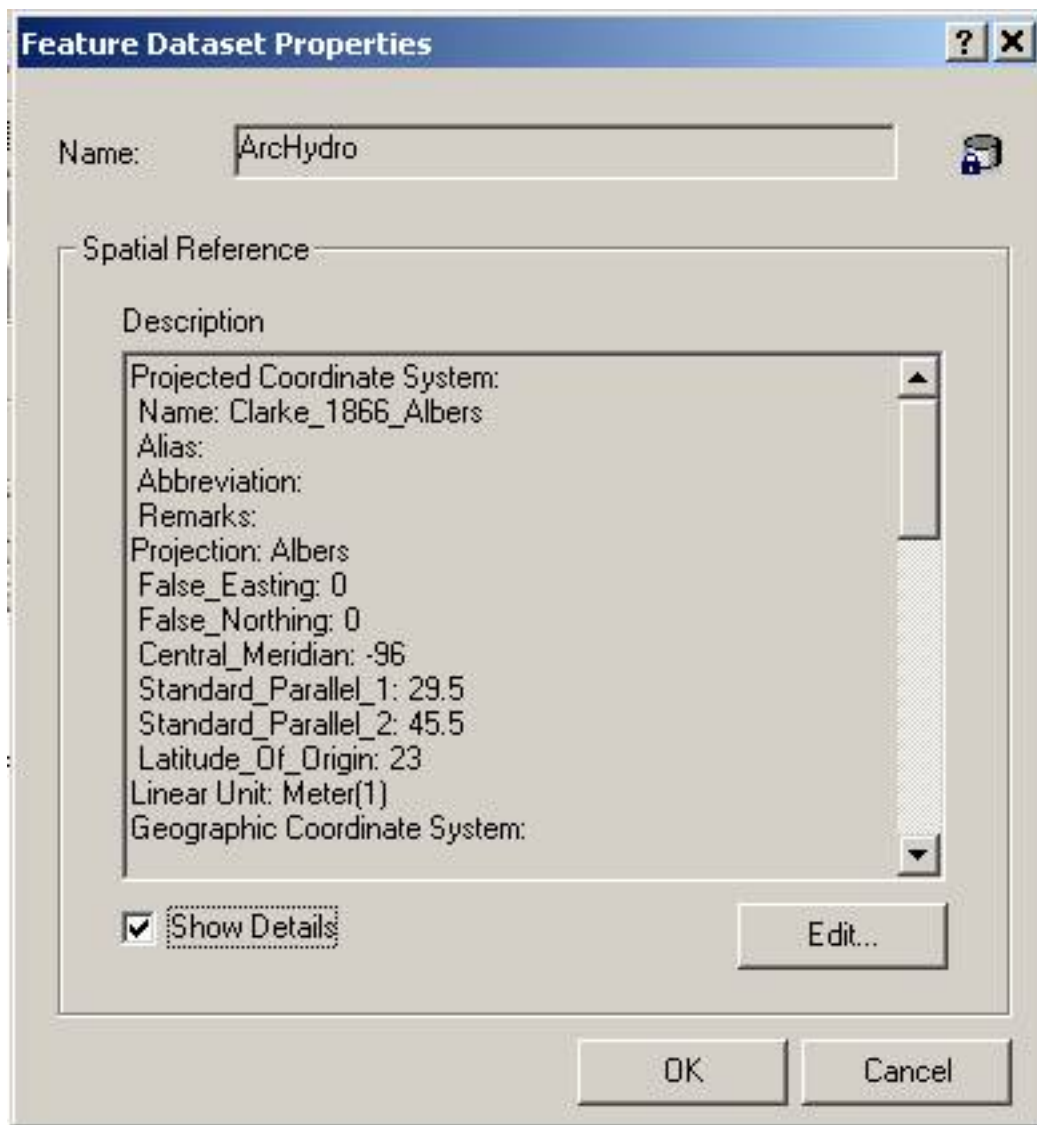 Feature Dataset Properties
Name: ArcHydro
Spatial Reference
Description
Projected Coordinate System:
Name: Clarke_1866_Albers
Alias:
Abbreviation:
Remarks:
Projection: Albers
False_Easting: 0
False_Northing: 0
Central_Meridian: -96
Standard_Parallel_1: 29.5
Standard_Parallel_2: 45.5
Latitude_Of_Origin: 23
Linear Unit: Meter(1)
Geographic Coordinate System:
Show Details
Edit...
OK Cancel